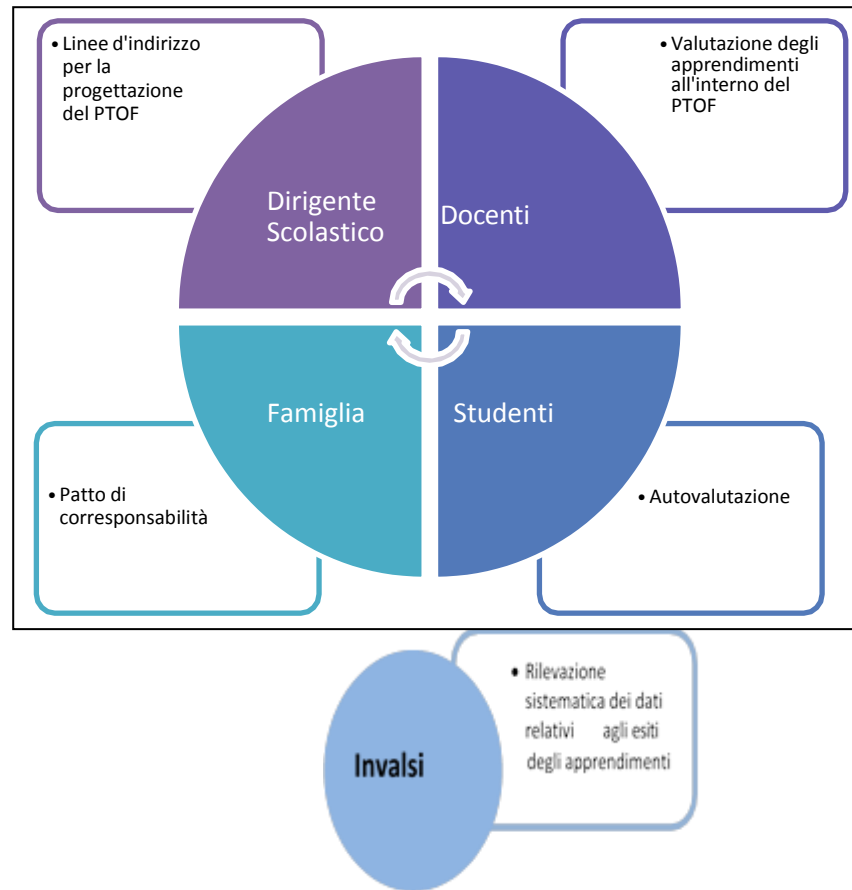 • Linee d'indirizzo
per la
progettazione
del PTOF
• Valutazione degli
apprendimenti
all'interno del
PTOF
Dirigente
Scolastico
Docenti
Famiglia
Studenti
• Patto di
corresponsabilità
• Autovalutazione
Invalsi
• Rilevazione
sistematica dei dati
relativi agli esiti
degli apprendimenti